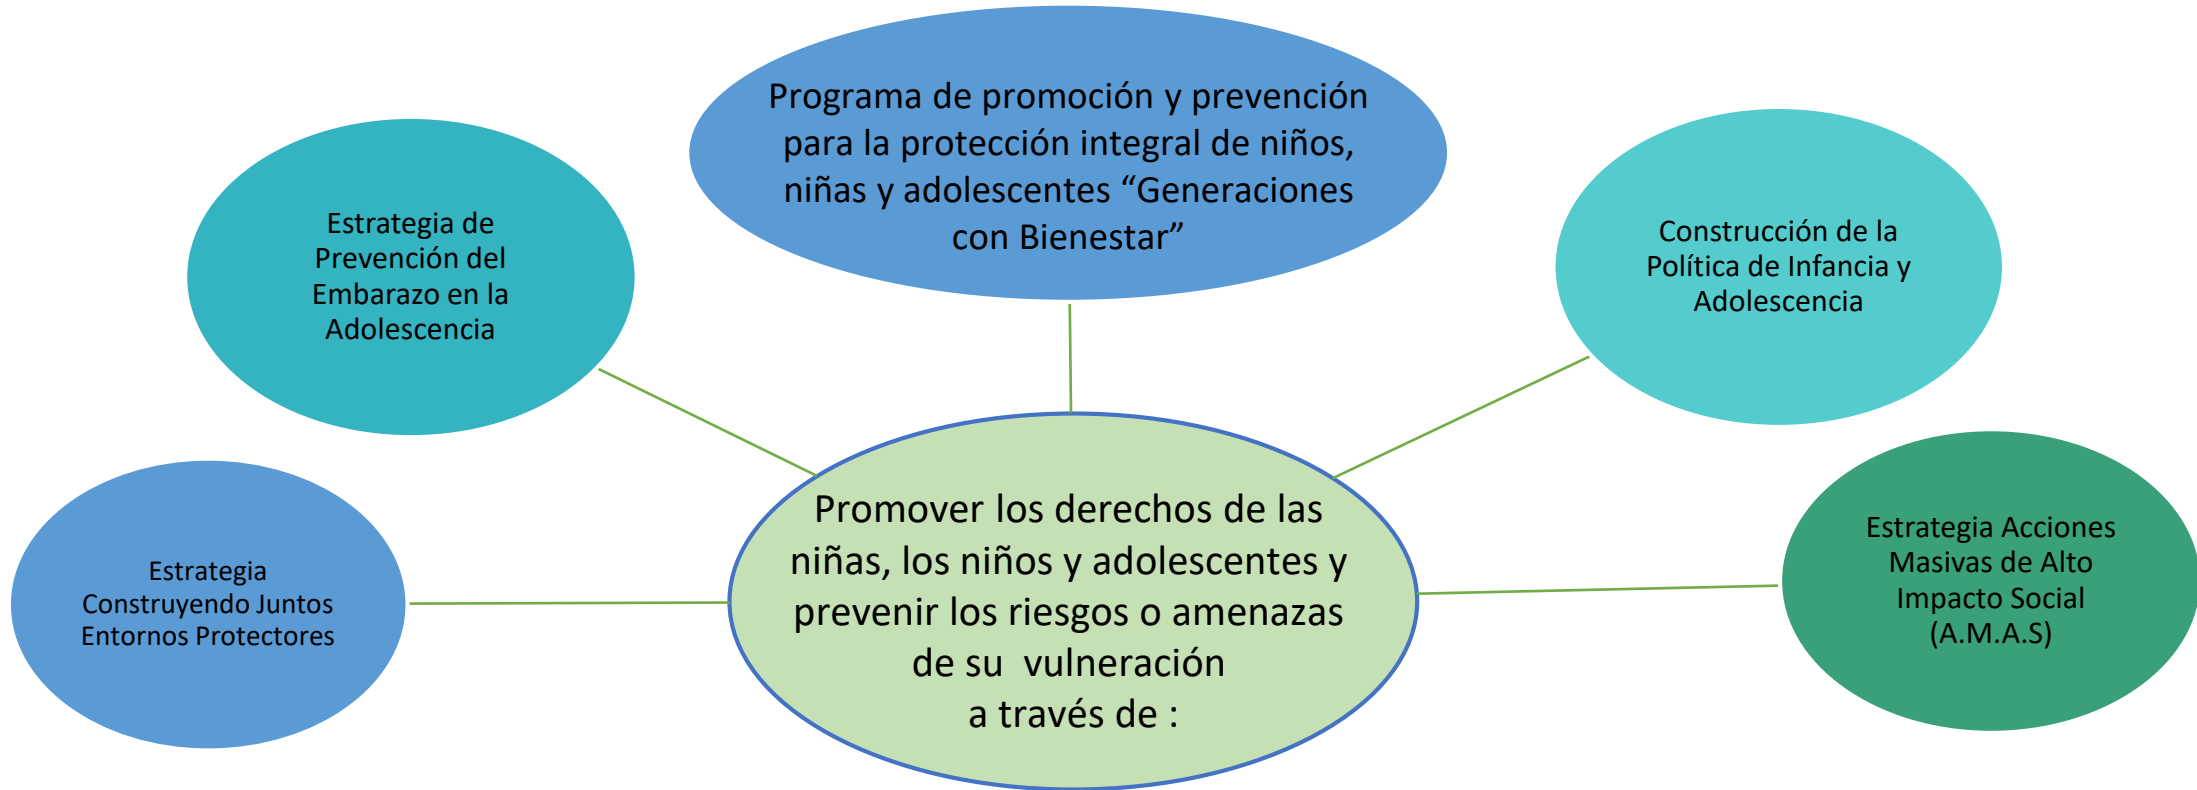 Programa de promoción y prevención
para la protección integral de niños,
niñas y adolescentes “Generaciones
con Bienestar”
Estrategia de
Prevención del
Embarazo en la
Adolescencia
Construcción de la
Política de Infancia y
Adolescencia
Estrategia
Construyendo Juntos
Entornos Protectores
Promover los derechos de las
niñas, los niños y adolescentes y
prevenir los riesgos o amenazas
de su  vulneración
a través de :
Estrategia Acciones
Masivas de Alto
Impacto Social
(A.M.A.S)